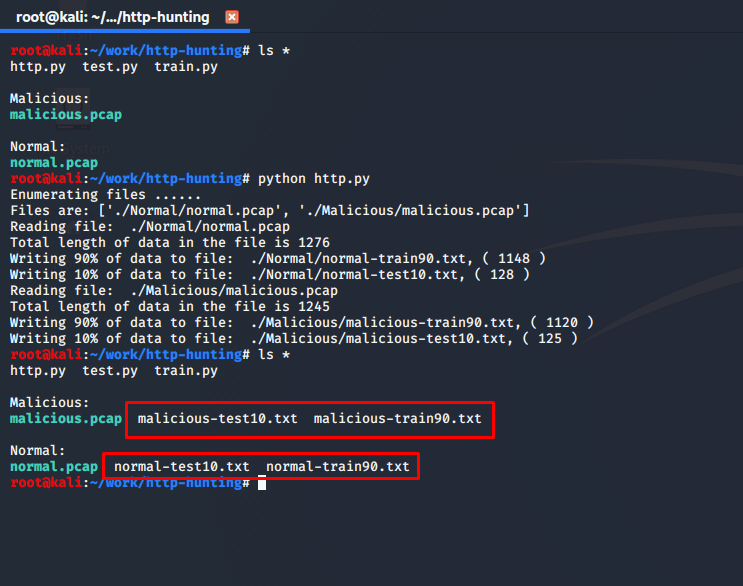 root@kali: ~/.../http-hunting
root@kali:~/work/http-hunting# ls *
http.py  test.py  train.py
Malicious:
malicious.pcap
Normal:
normal.pcap
root@kali:~/work/http-hunting# python http.py
Enumerating files ......
Files are: ['./Normal/normal.pcap', './Malicious/malicious.pcap']
Reading file:  ./Normal/normal.pcap
Total length of data in the file is 1276
Writing 90% of data to file:  ./Normal/normal-train90.txt, ( 1148 )
Writing 10% of data to file:  ./Normal/normal-test10.txt, ( 128 )
Reading file:  ./Malicious/malicious.pcap
Total length of data in the file is 1245
Writing 90% of data to file:  ./Malicious/malicious-train90.txt, ( 1120 )
Writing 10% of data to file:  ./Malicious/malicious-test10.txt, ( 125 )
root@kali:~/work/http-hunting# ls *
http.py  test.py  train.py
Malicious:
malicious.pcap  malicious-test10.txt  malicious-train90.txt
Normal:
normal.pcap  normal-test10.txt  normal-train90.txt
root@kali:~/work/http-hunting#